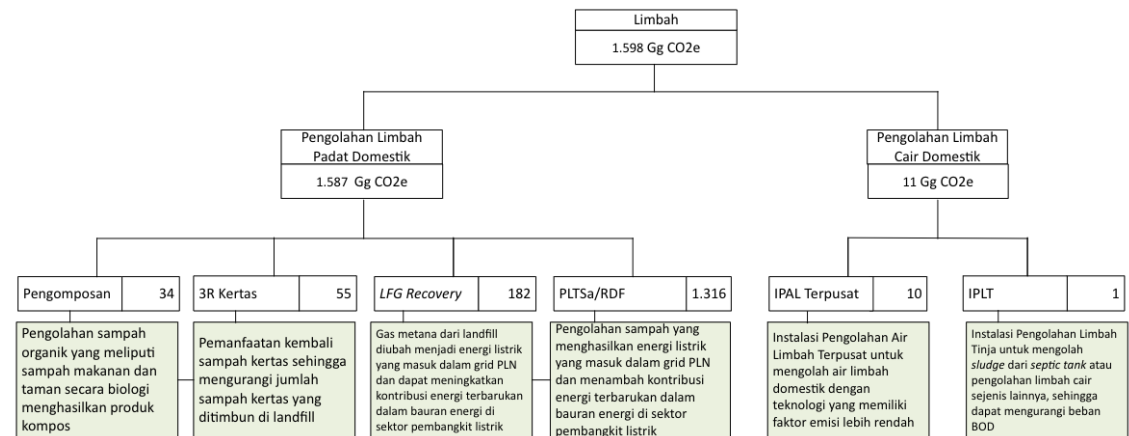 Limbah
1.598 Gg CO2e
Pengolahan Limbah
Padat Domestik
1.587 Gg CO2e
Pengolahan Limbah
Cair Domestik
11 Gg CO2e
Pengomposan 34
Pengolahan sampah
organik yang meliputi
sampah makanan dan
taman secara biologi
menghasilkan produk
kompos
3R Kertas 55
Pemanfaatan kembali
sampah kertas sehingga
mengurangi jumlah
sampah kertas yang
ditimbun di landfill
LFG Recovery 182
Gas metana dari landfill
diubah menjadi energi listrik
yang masuk dalam grid PLN
dan dapat meningkatkan
kontribusi energi terbarukan
dalam bauran energi di
sektor pembangkit listrik
PLTSa/RDF 1.316
Pengolahan sampah yang
menghasilkan energi listrik
yang masuk dalam grid PLN
dan menambah kontribusi
energi terbarukan dalam
bauran energi di sektor
pembangkit listrik
IPAL Terpusat 10
Instalasi Pengolahan Air
Limbah Terpusat untuk
mengolah air limbah
domestik dengan
teknologi yang memiliki
faktor emisi lebih rendah
IPLT 1
Instalasi Pengolahan Limbah
Tinja untuk mengolah
sludge dari septic tank atau
pengolahan limbah cair
sejenis lainnya, sehingga
dapat mengurangi beban
BOD